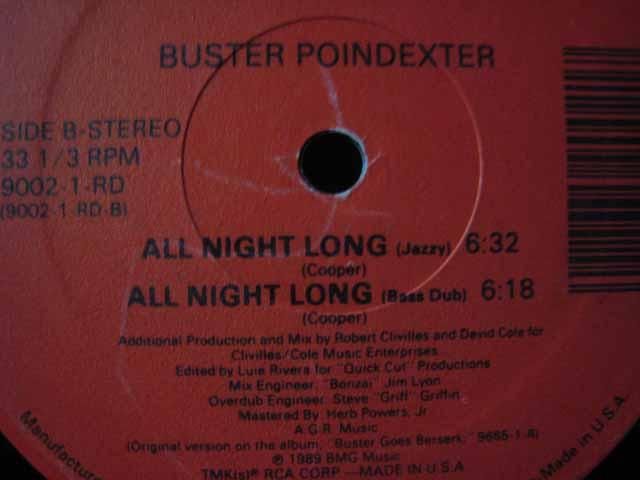 BUSTER POINDEXTER
SIDE B-STEREO
33 1/3 RPM
9002-1-RD
(9002-1-RD-B)
ALL NIGHT LONG (Jazzy) 6:32
(Cooper)
ALL NIGHT LONG (Bass Dub) 6:18
(Cooper)
Additional Production and Mix by Robert Clivilles and David Cole for
Clivilles/Cole Music Enterprises
Edited by Luie Rivera for "Quick Cut" Productions
Mix Engineer: "Bonzai" Jim Lyon
Overdub Engineer: Steve "Griff" Griffin
Mastered By: Herb Powers, Jr
A.G.R. Music
(Original version on the album, "Buster Goes Berserk," 9665-1-A)
℗ 1989 BMG Music
TMK(s)® RCA CORP.—MADE IN U.S.A
Manufactur
Made in U.S.A